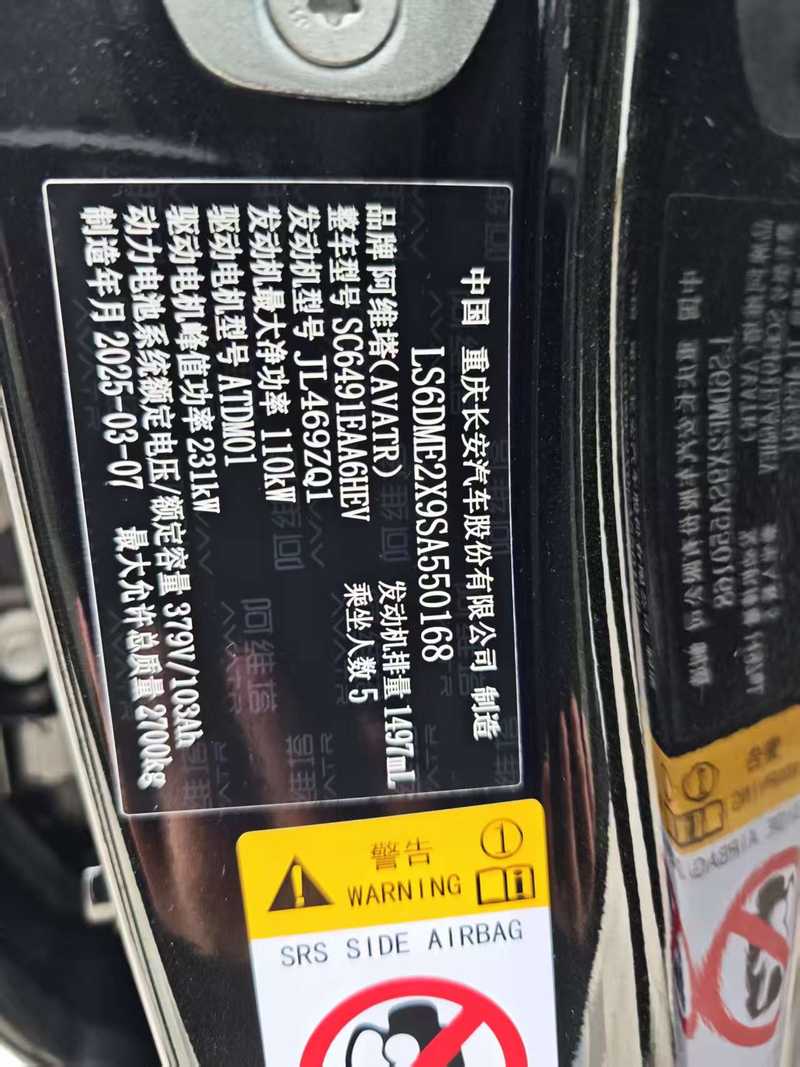 中国 重庆长安汽车股份有限公司 制造
LS6DME2X9SA550168
品牌 阿维塔(AVATR)
整车型号 SC6491EAA6HEV 乘坐人数 5
发动机型号 JL469ZQ1 发动机排量 1497mL
发动机最大净功率 110kW
驱动电机型号 ATDM01
驱动电机峰值功率 231kW
动力电池系统额定电压/额定容量 379V/103Ah
制造年月 2025-03-07 最大允许总质量 2700kg
警告
WARNING
SRS SIDE AIRBAG